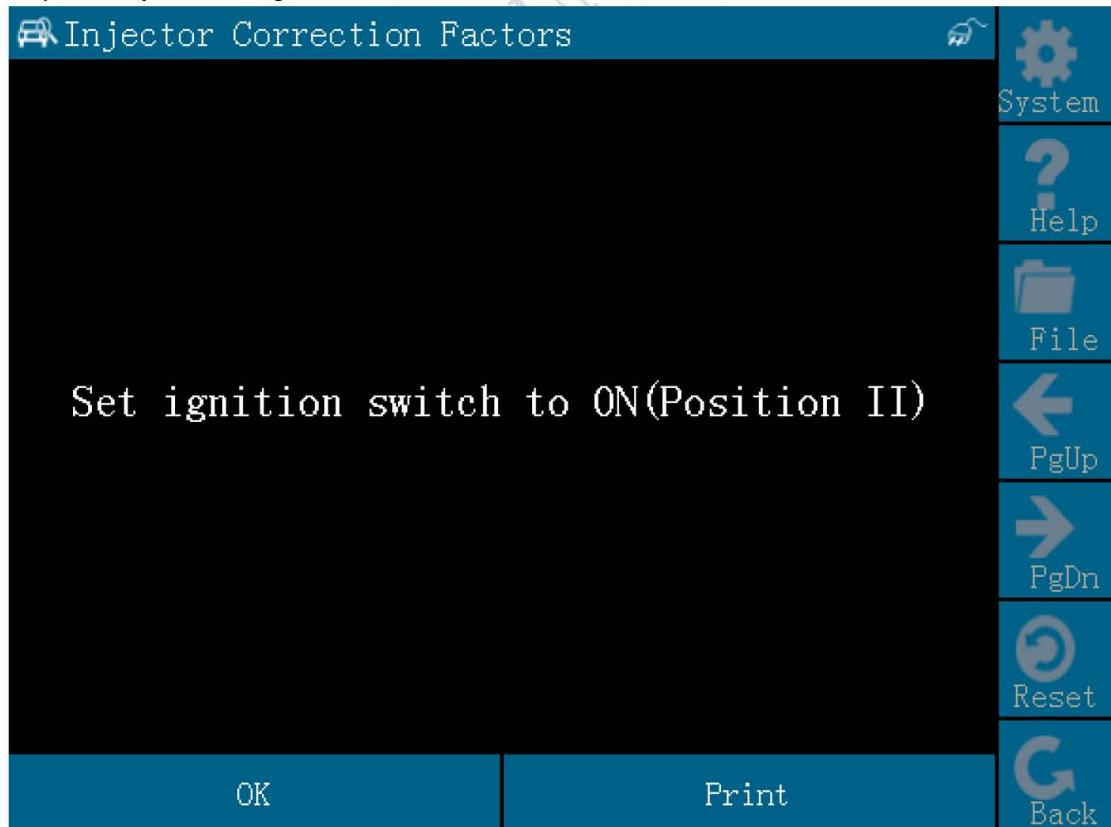 Injector Correction Factors
System
Help
File
Set ignition switch to ON(Position II)
PgUp
PgDn
Reset
OK
Print
Back